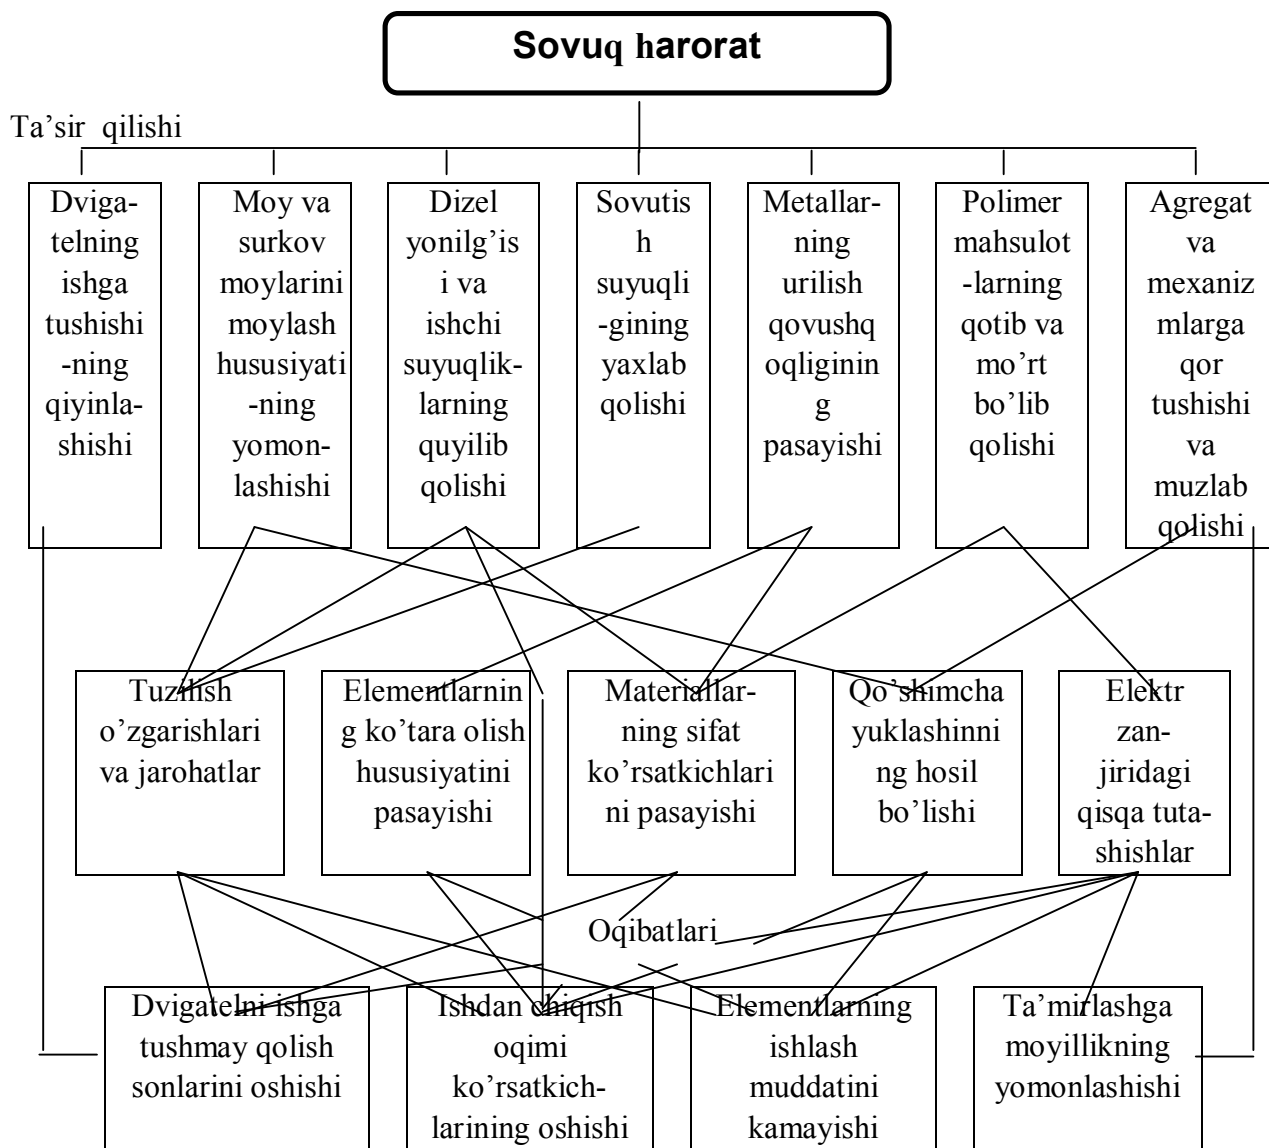 Sovuq harorat
Ta’sir qilishi
Dviga-
telning
ishga
tushishi
-ning
qiyinla-
shishi
Moy va
surkov
moylarini
moylash
hususiyati
-ning
yomon-
lashishi
Dizel
yonilg’is
i va
ishchi
suyuqlik-
larning
quyilib
qolishi
Sovutis
h
suyuqli
-gining
yaxlab
qolishi
Metallar-
ning
urilish
qovushq
oqliginin
g
pasayishi
Polimer
mahsulot
-larning
qotib va
mo’rt
bo’lib
qolishi
Agregat
va
mexaniz
mlarga
qor
tushishi
va
muzlab
qolishi
Tuzilish
o’zgarishlari
va jarohatlar
Elementlarnin
g ko’tara olish
hususiyatini
pasayishi
Materiallar-
ning sifat
ko’rsatkichlari
ni pasayishi
Qo’shimcha
yuklashinni
ng hosil
bo’lishi
Elektr
zan-
jiridagi
qisqa tuta-
shishlar
Oqibatlari
Dvigatelni ishga
tushmay qolish
sonlarini oshishi
Ishdan chiqish
oqimi
ko’rsatkich-
larining oshishi
Elementlarning
ishlash
muddatini
kamayishi
Ta’mirlashga
moyillikning
yomonlashishi